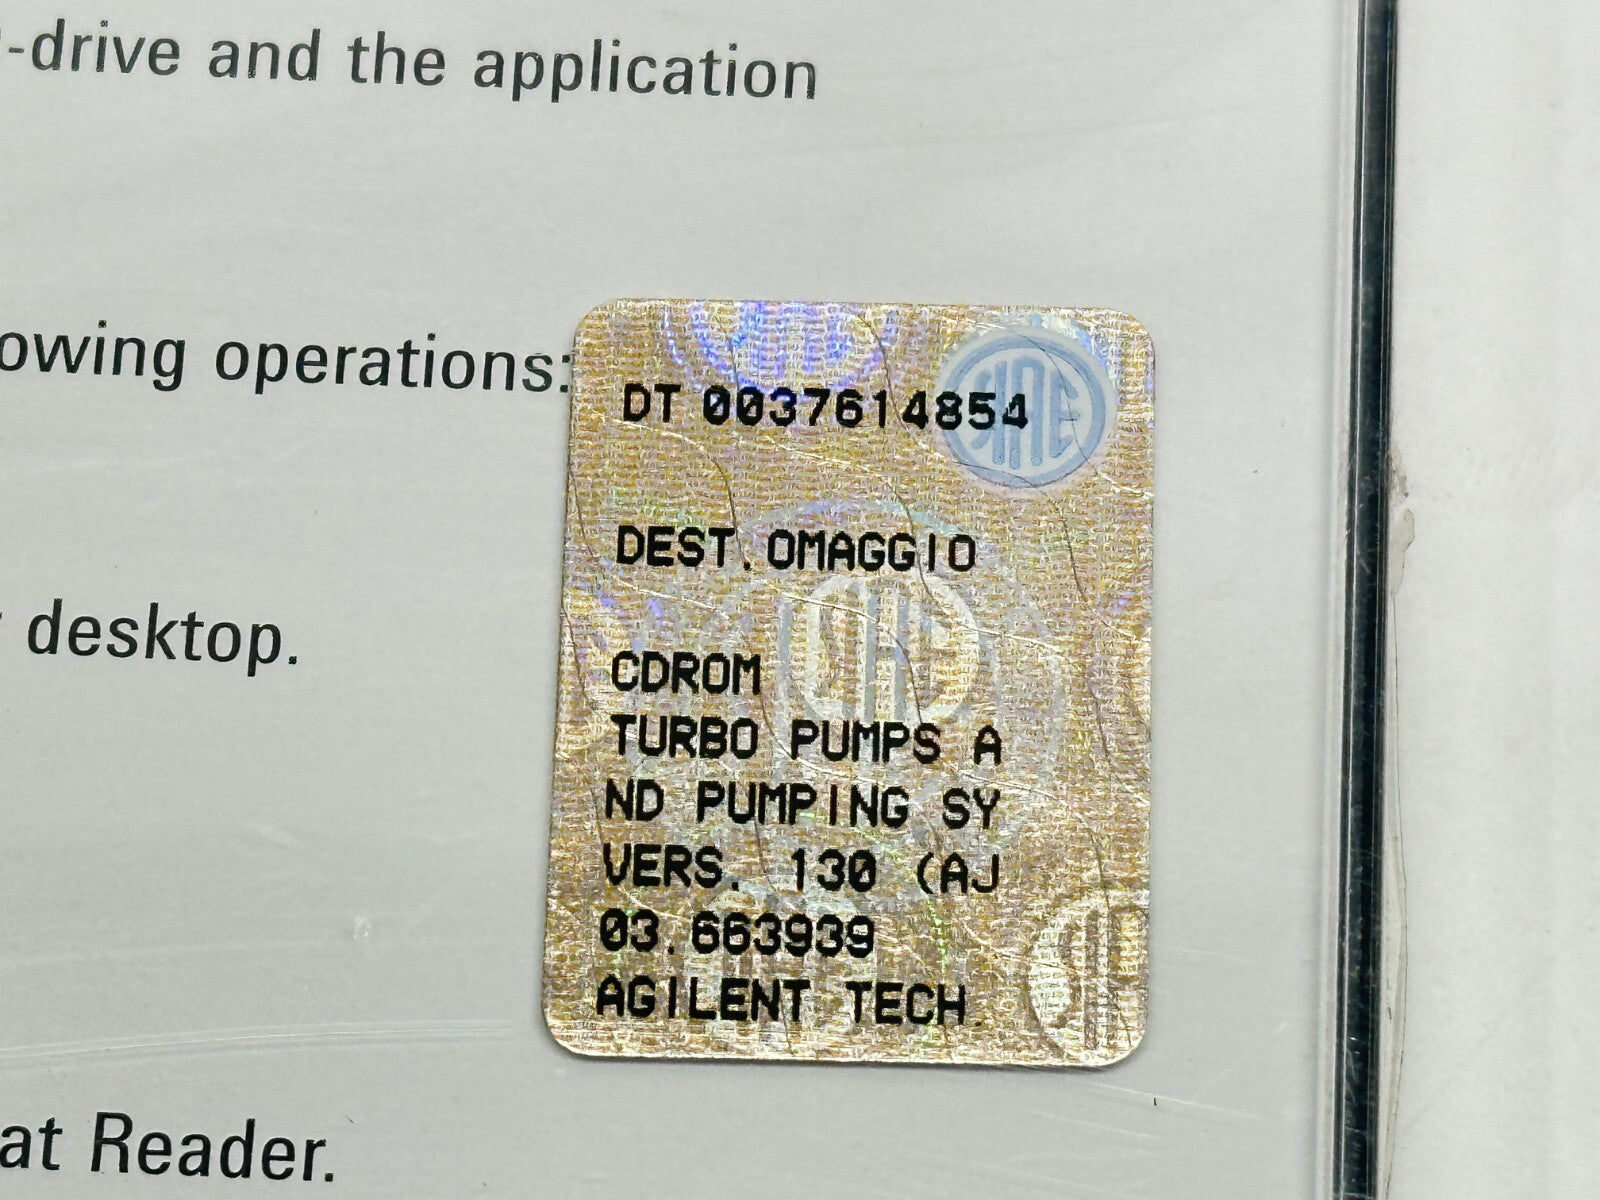 -drive and the application
owing operations:
DT 0037614854
SIAE
DEST.OMAGGIO
desktop.
CDROM
TURBO PUMPS A
ND PUMPING SY
VERS. 130 (AJ
03.663939
AGILENT TECH.
at Reader.